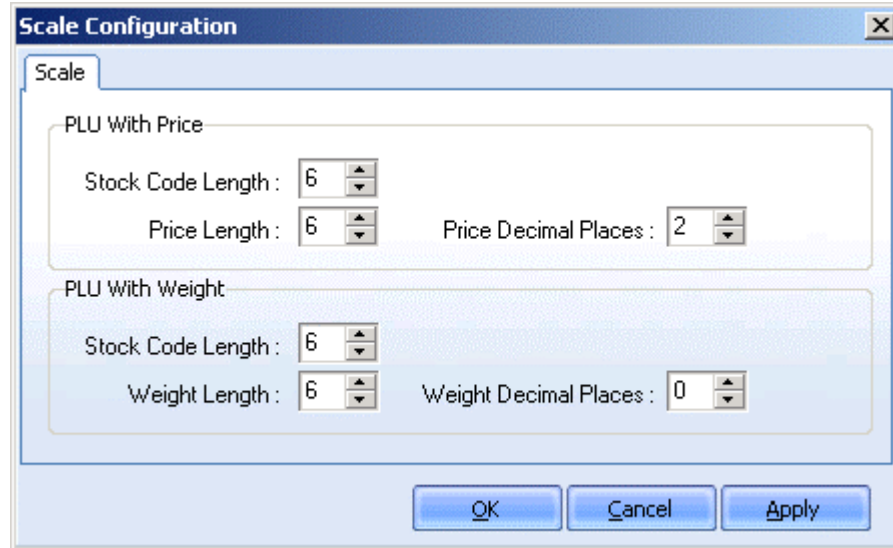 Scale Configuration
Scale
PLU With Price
Stock Code Length : 6
Price Length : 6 Price Decimal Places : 2
PLU With Weight
Stock Code Length : 6
Weight Length : 6 Weight Decimal Places : 0
OK Cancel Apply